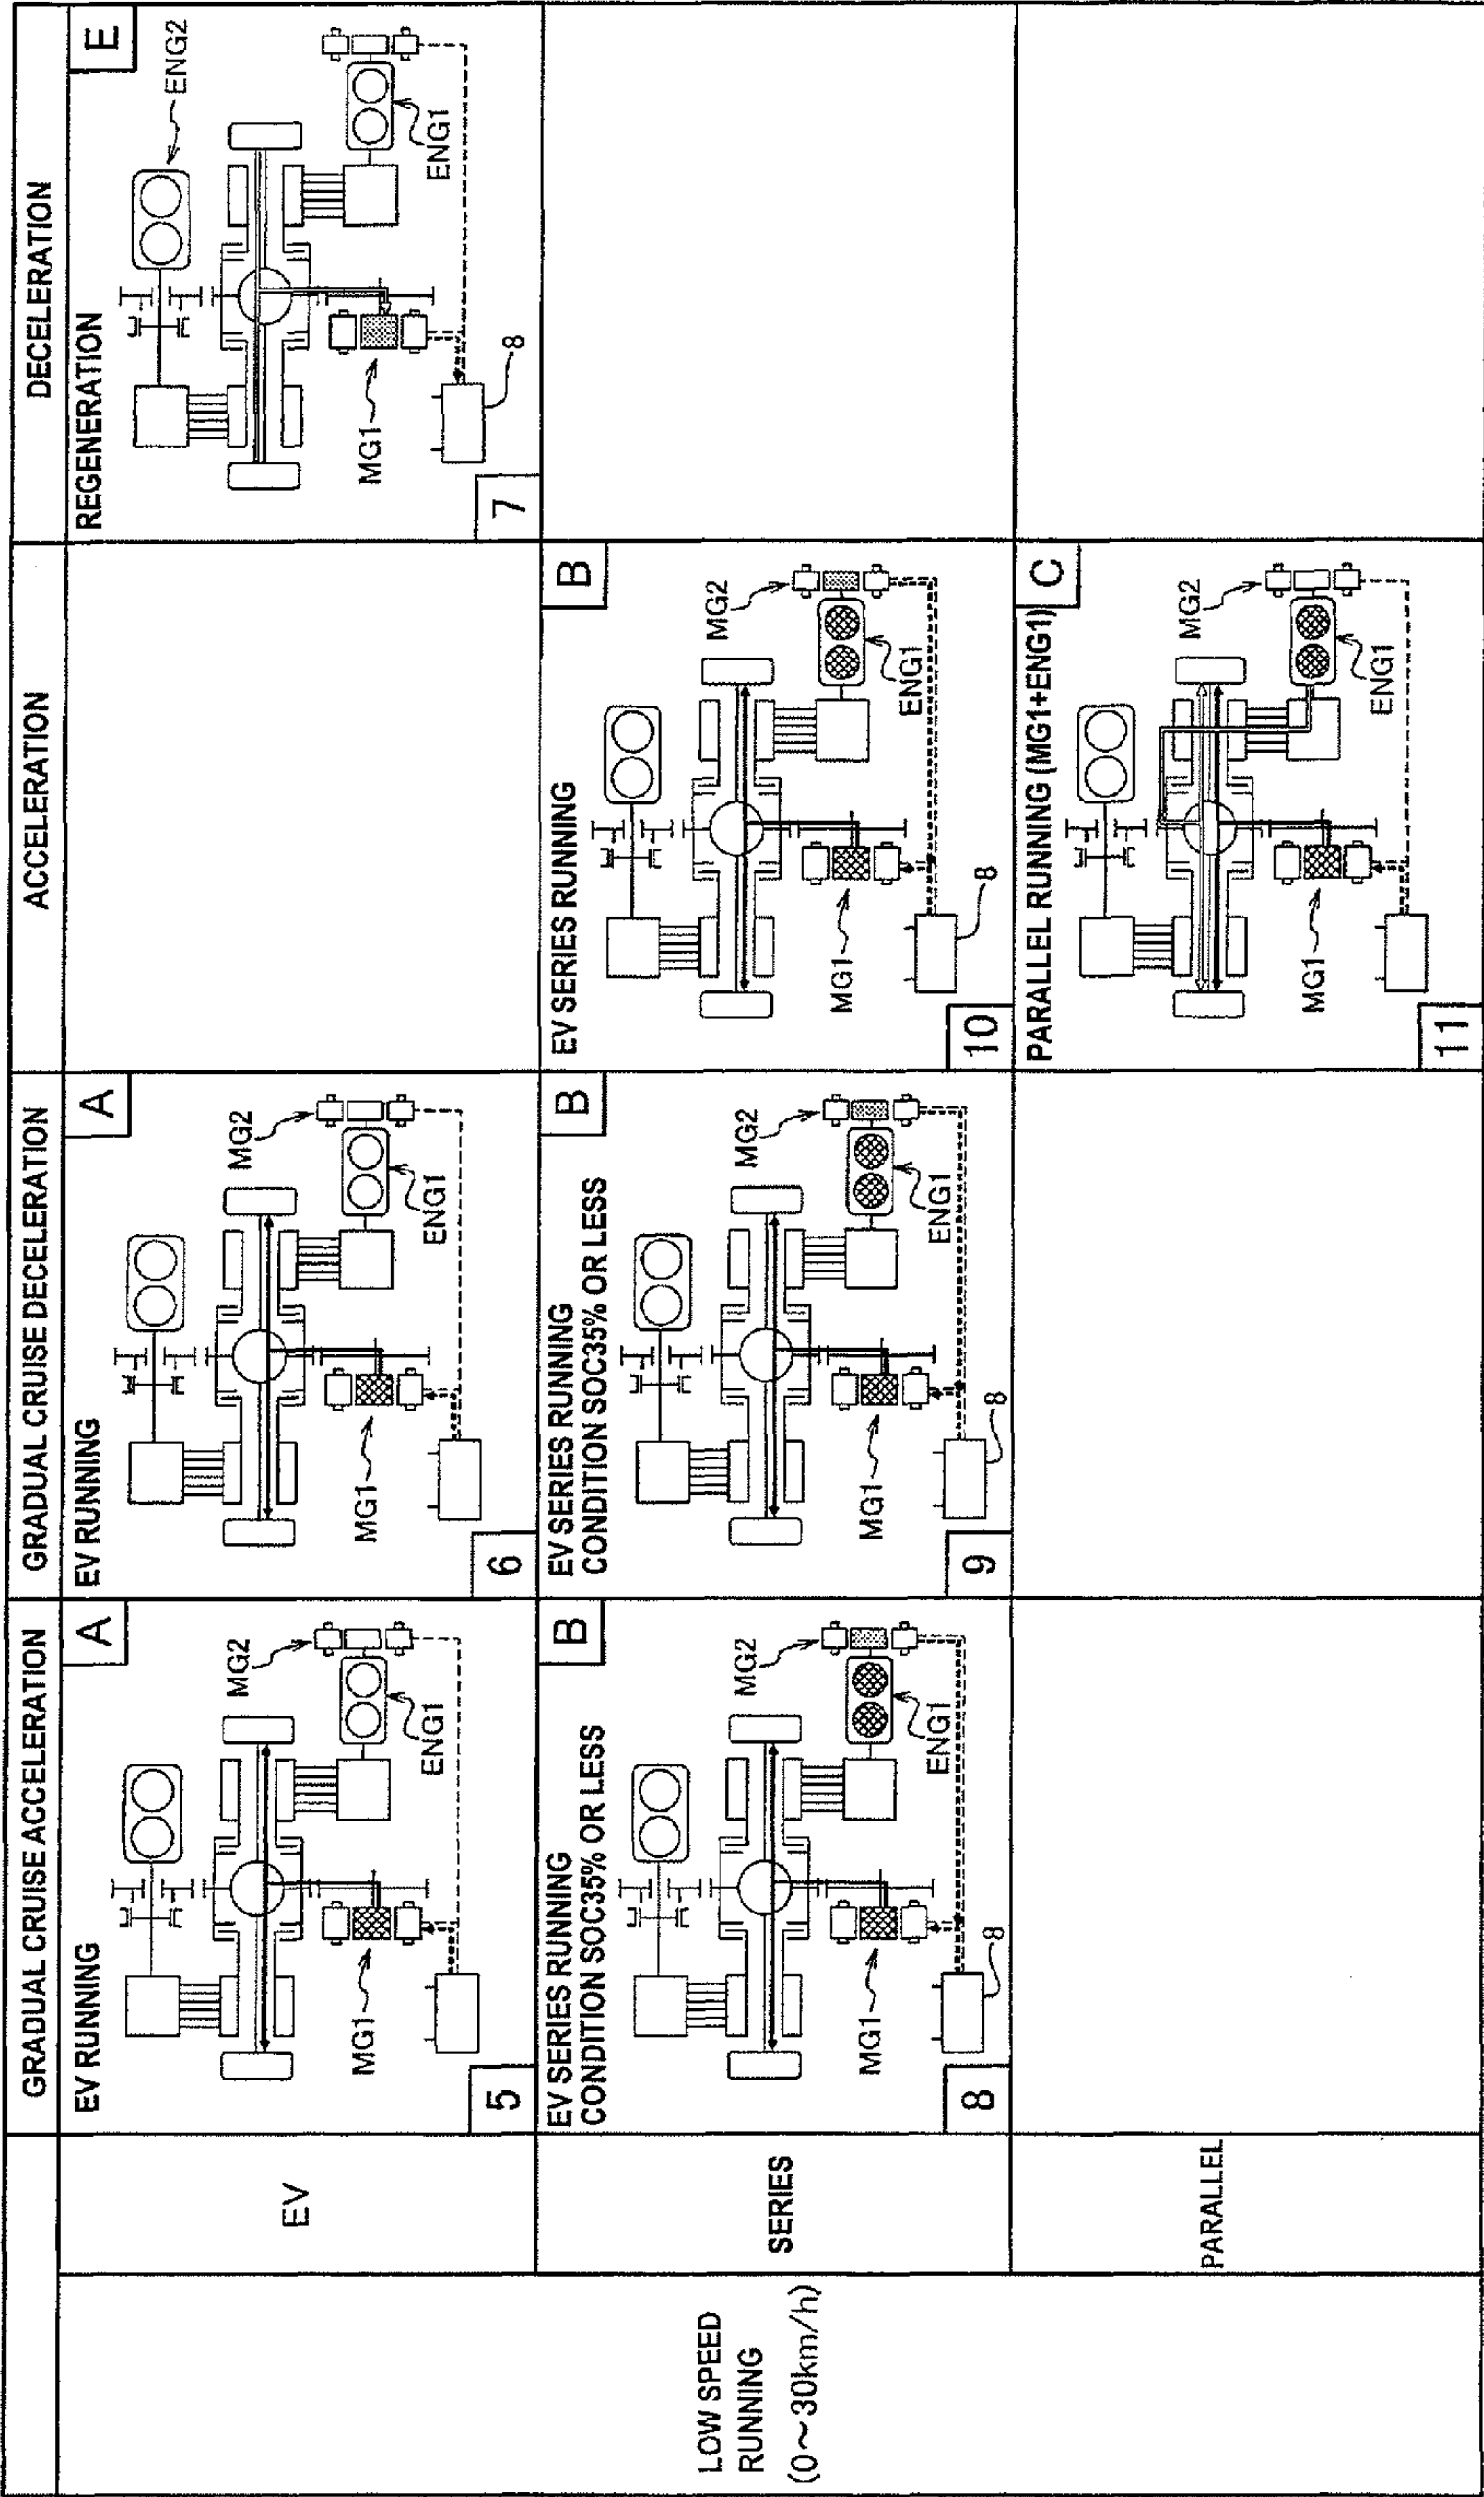 GRADUAL CRUISE ACCELERATION
GRADUAL CRUISE DECELERATION
ACCELERATION
DECELERATION
LOW SPEED
RUNNING
(0~30km/h)
EV
EV RUNNING
A
MG2
ENG1
MG1
5
EV RUNNING
A
MG2
ENG1
MG1
6
REGENERATION
E
ENG2
ENG1
MG1
8
7
SERIES
EV SERIES RUNNING
CONDITION SOC35% OR LESS
B
MG2
ENG1
MG1
8
8
EV SERIES RUNNING
CONDITION SOC35% OR LESS
B
MG2
ENG1
MG1
8
9
EV SERIES RUNNING
B
MG2
ENG1
MG1
8
10
PARALLEL
PARALLEL RUNNING (MG1+ENG1)
C
MG2
ENG1
MG1
11